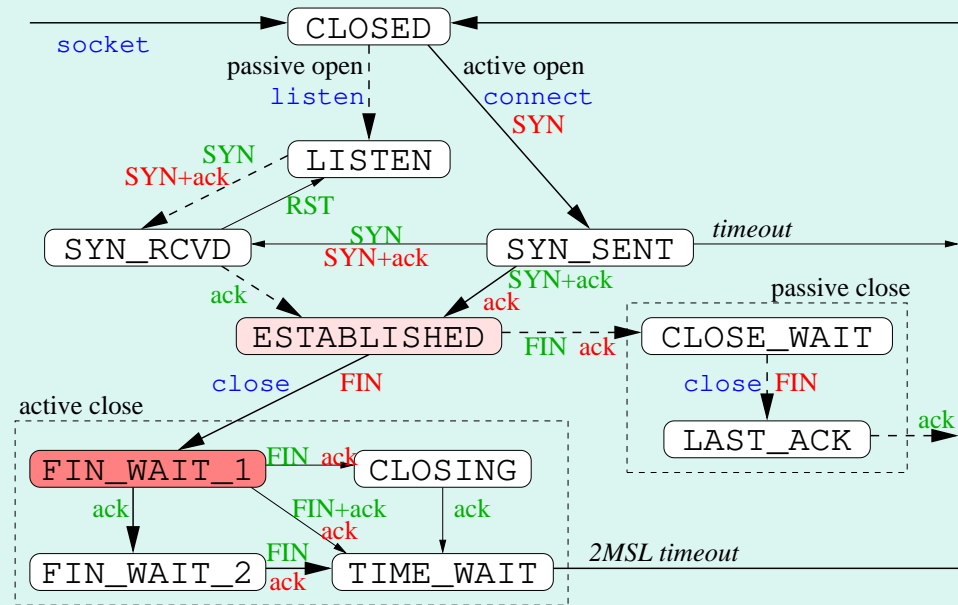 CLOSED
socket
passive open
active open
listen
connect
SYN
LISTEN
SYN
SYN+ack
RST
SYN_RCVD
SYN
SYN+ack
SYN_SENT
timeout
ack
SYN+ack
ack
passive close
ESTABLISHED
FIN ack
CLOSE_WAIT
close FIN
close FIN
active close
LAST_ACK
ack
FIN_WAIT_1
FIN ack
CLOSING
ack
FIN+ack
ack
ack
FIN_WAIT_2
FIN
ack
TIME_WAIT
2MSL timeout